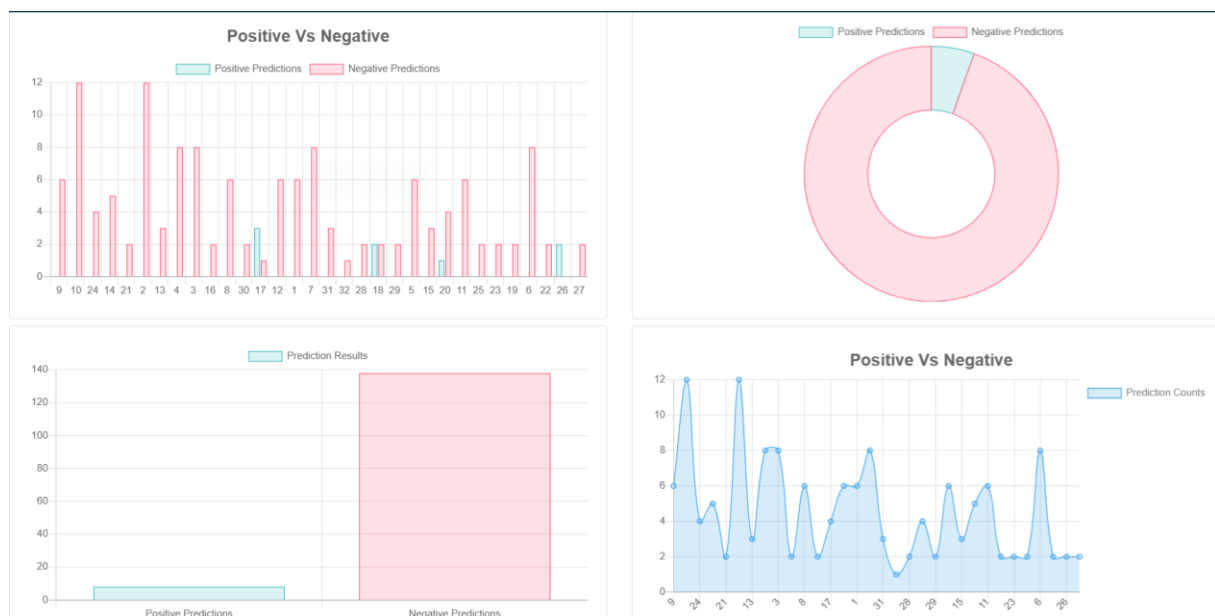 Positive Vs Negative
Positive Predictions Negative Predictions
12
10
8
6
4
2
0
9 10 24 14 21 2 13 4 3 16 8 30 17 12 1 7 31 32 28 18 29 5 15 20 11 25 23 19 6 22 26 27
Positive Predictions Negative Predictions
Prediction Results
140
120
100
80
60
40
20
0
Positive Predictions Negative Predictions
Positive Vs Negative
Prediction Counts
12
10
8
6
4
2
0
9 24 21 13 3 8 17 1 31 28 29 15 11 23 6 26